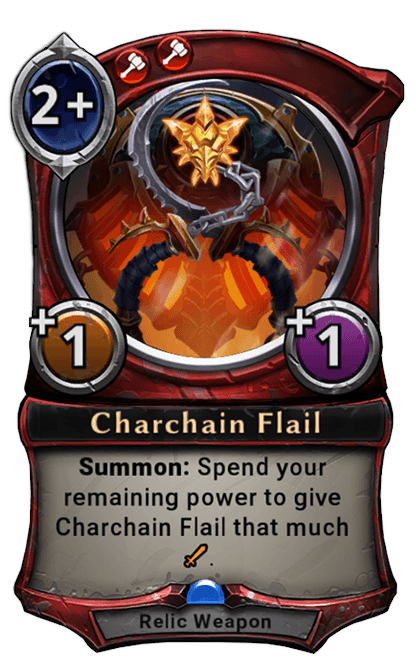 2+
+1
+1
Charchain Flail
Summon: Spend your
remaining power to give
Charchain Flail that much
.
Relic Weapon